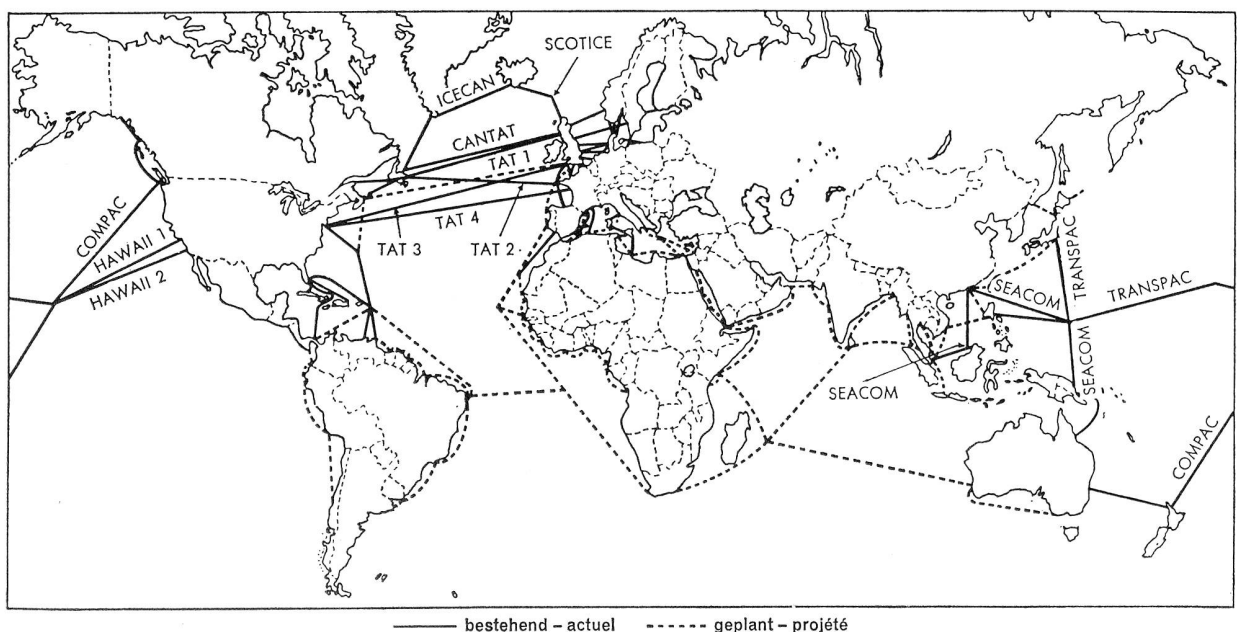 SCOTICE
ICECAN
CANTAT
TAT 1
COMPAC
HAWAII 1
HAWAII 2
TAT 4
TAT 3
TAT 2
SEACOM
TRANSPAC
TRANSPAC
SEACOM
SEACOM
COMPAC
bestehend – actuel
geplant – projété